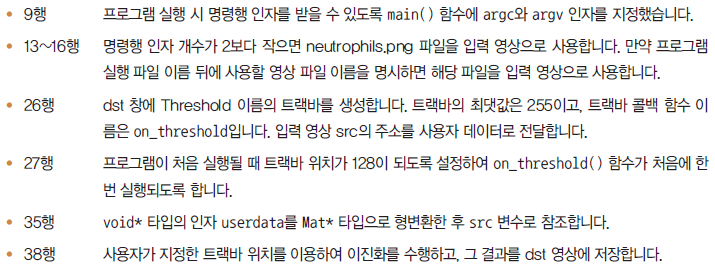 • 9행 프로그램 실행 시 명령행 인자를 받을 수 있도록 main() 함수에 argc와 argv 인자를 지정했습니다.
• 13~16행 명령행 인자 개수가 2보다 작으면 neutrophils.png 파일을 입력 영상으로 사용합니다. 만약 프로그램
실행 파일 이름 뒤에 사용할 영상 파일 이름을 명시하면 해당 파일을 입력 영상으로 사용합니다.
• 26행 dst 창에 Threshold 이름의 트랙바를 생성합니다. 트랙바의 최댓값은 255이고, 트랙바 콜백 함수 이
름은 on_threshold입니다. 입력 영상 src의 주소를 사용자 데이터로 전달합니다.
• 27행 프로그램이 처음 실행될 때 트랙바 위치가 128이 되도록 설정하여 on_threshold() 함수가 처음에 한
번 실행되도록 합니다.
• 35행 void* 타입의 인자 userdata를 Mat* 타입으로 형변환한 후 src 변수로 참조합니다.
• 38행 사용자가 지정한 트랙바 위치를 이용하여 이진화를 수행하고, 그 결과를 dst 영상에 저장합니다.